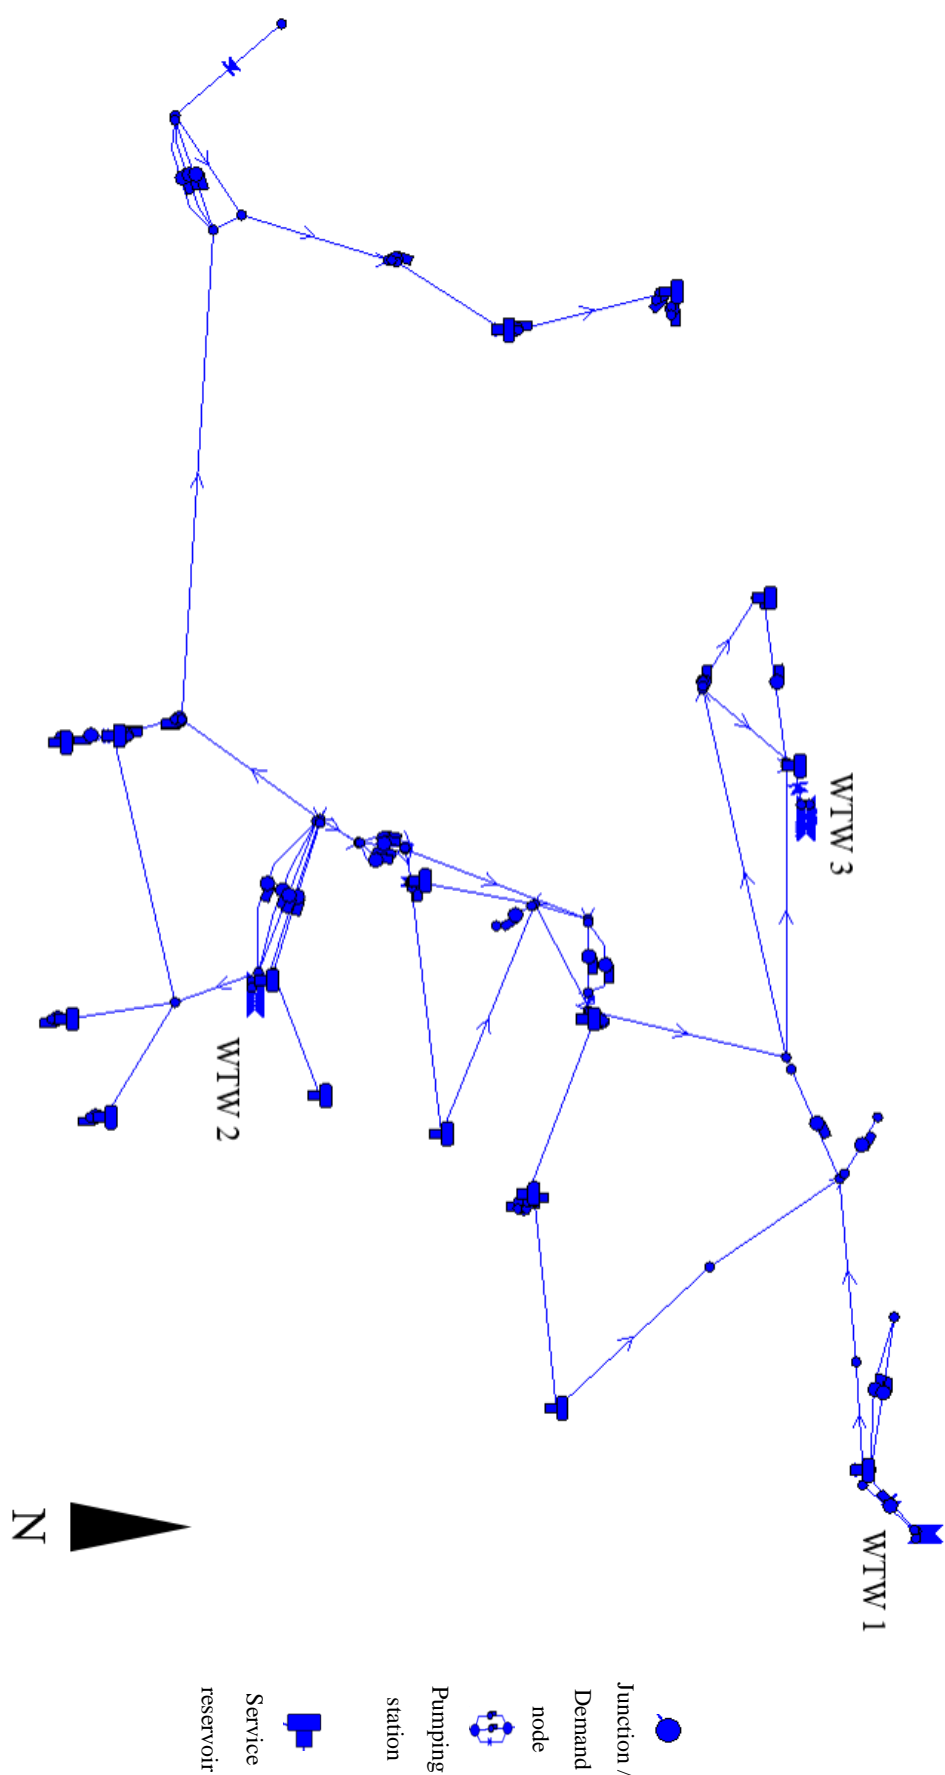 WTW 3
WTW 2
WTW 1
N
Junction /
Demand
node
Pumping
station
Service
reservoir